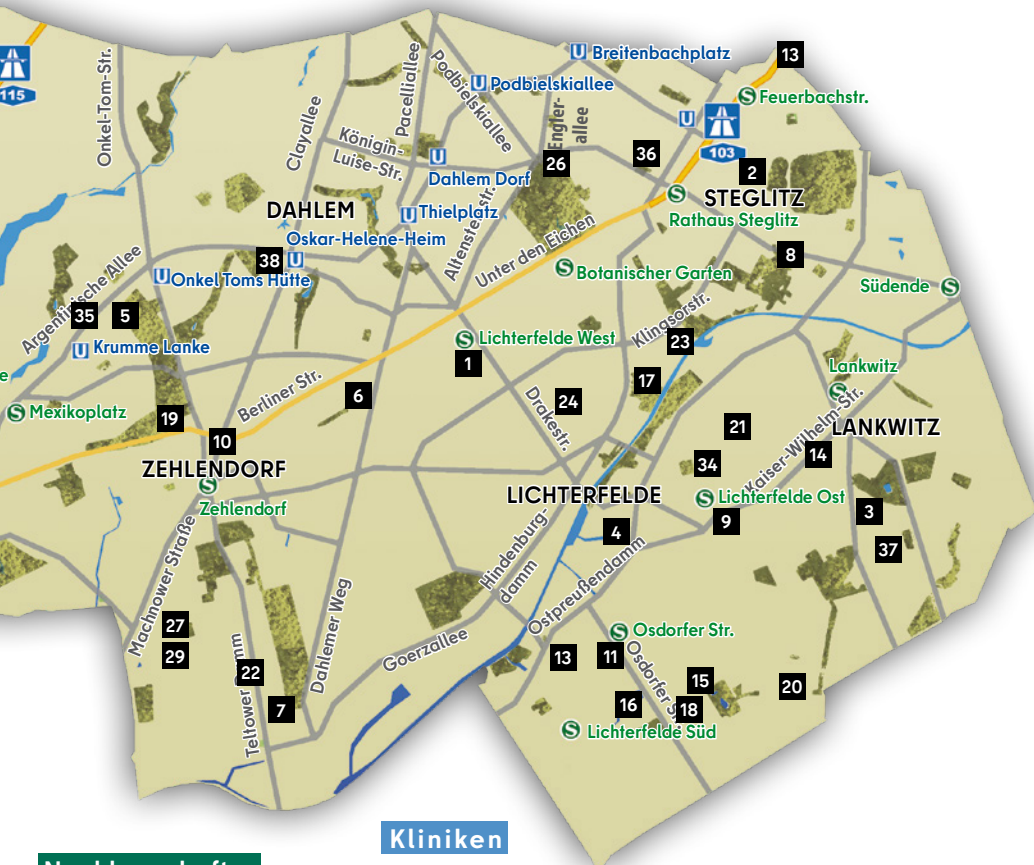 Breitenbachplatz
13
115
Onkel-Tom-Str.
Clayallee
Pacelliallee
Podbielskiallee
Podbielskiallee
Feuerbachstr.
Engler-
allee
103
Königin-
Luise-Str.
Dahlem Dorf
26
36
2
STEGLITZ
Rathaus Steglitz
DAHLEM
Thielplatz
Oskar-Helene-Heim
38
Unter den Eichen
8
Botanischer Garten
Südende
Onkel Toms Hütte
Argentinische Allee
35
5
Krumme Lanke
Lichterfelde West
1
Klingsorstr.
23
Lankwitz
e
Mexikoplatz
19
10
Berliner Str.
6
Drakestr.
24
17
21
Kaiser-Wilhelm-Str.
LANKWITZ
14
34
ZEHLENDORF
Zehlendorf
LICHTERFELDE
Lichterfelde Ost
9
3
37
4
Hindenburg-
damm
Ostpreußendamm
Machnower Straße
27
29
22
7
Dahlemer Weg
Goerzallee
Osdorfer Str.
13
11
15
16
18
20
Lichterfelde Süd
Kliniken